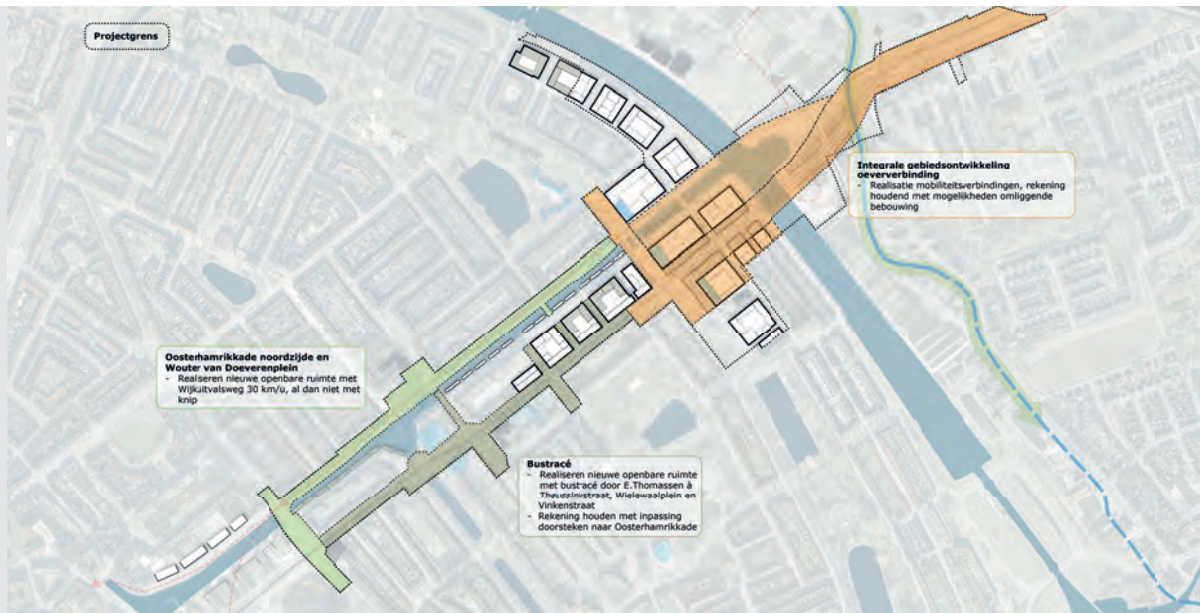 Projectgrens
Integrale gebiedsontwikkeling
oeververbinding
- Realisatie mobiliteitsverbindingen, rekening
houdend met mogelikheden omliggende
bebouwing
Oosterhamrikkade noordzijde en
Wouter van Doeverenplein
- Realiseren nieuwe openbare ruimte met
Wijkuitvalsweg 30 km/u, al dan niet met
knip
Bustracé
- Realiseren nieuwe openbare ruimte
met bustracé door E.Thomassen à
Thuessinkstraat, Wielewaalplein en
Vinkenstraat
- Rekening houden met inpassing
doorsteken naar Oosterhamrikkade